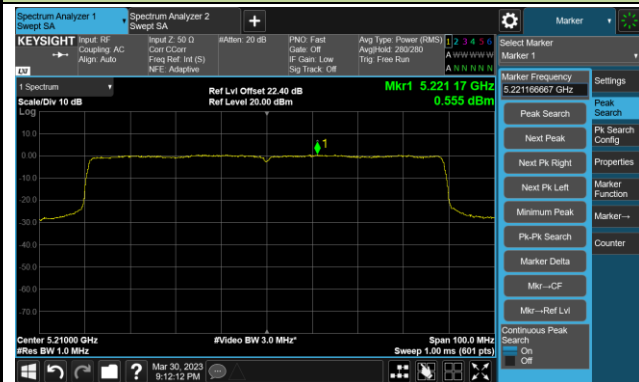 Spectrum Analyzer 1
Swept SA
Spectrum Analyzer 2
Swept SA
+
Marker
KEYSIGHT
Input: RF
Coupling: AC
Align: Auto
Input Z: 50 Ω
Corr CCorr
Freq Ref: Int (S)
NFE: Adaptive
#Atten: 20 dB
PNO: Fast
Gate: Off
IF Gain: Low
Sig Track: Off
Avg Type: Power (RMS)
Avg|Hold: 280/280
Trig: Free Run
1 2 3 4 5 6
A W W W W W
A N N N N N
LXI
Select Marker
Marker 1
1 Spectrum
Scale/Div 10 dB
Log
Ref Lvl Offset 22.40 dB
Ref Level 20.00 dBm
Mkr1 5.221 17 GHz
0.555 dBm
10.0
0.00
-10.0
-20.0
-30.0
-40.0
-50.0
-60.0
-70.0
1
Center 5.21000 GHz
#Res BW 1.0 MHz
#Video BW 3.0 MHz*
Span 100.0 MHz
Sweep 1.00 ms (601 pts)
Marker Frequency
5.221166667 GHz
Peak Search
Next Peak
Next Pk Right
Next Pk Left
Minimum Peak
Pk-Pk Search
Marker Delta
Mkr→CF
Mkr→Ref Lvl
Continuous Peak
Search
On
Off
Settings
Peak
Search
Pk Search
Config
Properties
Marker
Function
Marker→
Counter
?
Mar 30, 2023
9:12:12 PM